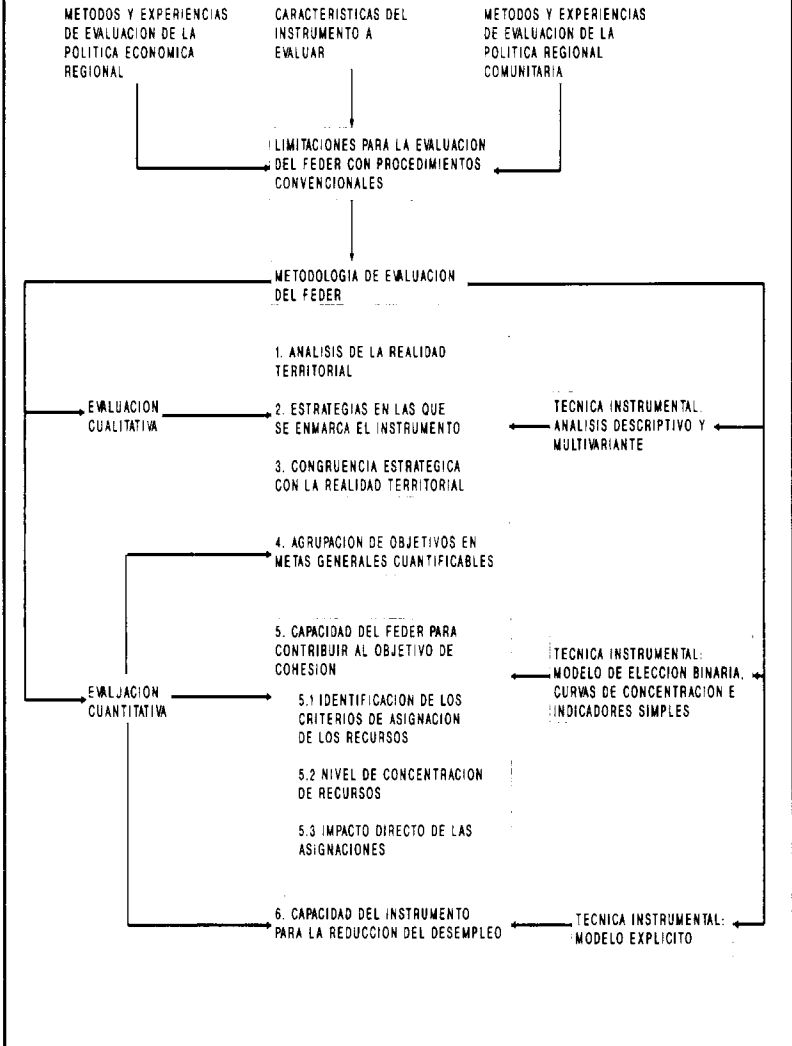 METODOS Y EXPERIENCIAS
DE EVALUACION DE LA
POLITICA ECONOMICA
REGIONAL
CARACTERISTICAS DEL
INSTRUMENTO A
EVALUAR
METODOS Y EXPERIENCIAS
DE EVALUACION DE LA
POLITICA REGIONAL
COMUNITARIA
LIMITACIONES PARA LA EVALUACION
DEL FEDER CON PROCEDIMIENTOS
CONVENCIONALES
METODOLOGIA DE EVALUACION
DEL FEDER
1. ANALISIS DE LA REALIDAD
TERRITORIAL
EVALUACION
CUALITATIVA
2. ESTRATEGIAS EN LAS QUE
SE ENMARCA EL INSTRUMENTO
TECNICA INSTRUMENTAL.
ANALISIS DESCRIPTIVO Y
MULTIVARIANTE
3. CONGRUENCIA ESTRATEGICA
CON LA REALIDAD TERRITORIAL
4. AGRUPACION DE OBJETIVOS EN
METAS GENERALES CUANTIFICABLES
5. CAPACIDAD DEL FEDER PARA
CONTRIBUIR AL OBJETIVO DE
COHESION
TECNICA INSTRUMENTAL:
MODELO DE ELECCION BINARIA,
CURVAS DE CONCENTRACION E
INDICADORES SIMPLES
EVALUACION
CUANTITATIVA
5.1 IDENTIFICACION DE LOS
CRITERIOS DE ASIGNACION
DE LOS RECURSOS
5.2 NIVEL DE CONCENTRACION
DE RECURSOS
5.3 IMPACTO DIRECTO DE LAS
ASIGNACIONES
6. CAPACIDAD DEL INSTRUMENTO
PARA LA REDUCCION DEL DESEMPLEO
TECNICA INSTRUMENTAL:
MODELO EXPLICITO